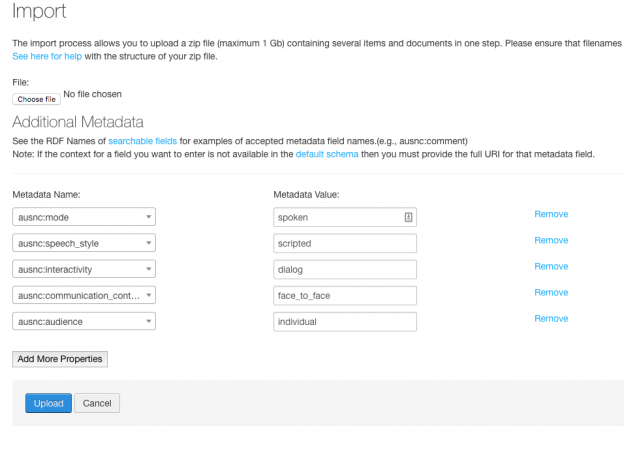 Import
The import process allows you to upload a zip file (maximum 1 Gb) containing several items and documents in one step. Please ensure that filenames
See here for help with the structure of your zip file.
File:
Choose file No file chosen
Additional Metadata
See the RDF Names of searchable fields for examples of accepted metadata field names.(e.g., ausnc:comment)
Note: If the context for a field you want to enter is not available in the default schema then you must provide the full URI for that metadata field.
Metadata Name: Metadata Value:
ausnc:mode spoken Remove
ausnc:speech_style scripted Remove
ausnc:interactivity dialog Remove
ausnc:communication_cont... face_to_face Remove
ausnc:audience individual Remove
Add More Properties
Upload Cancel